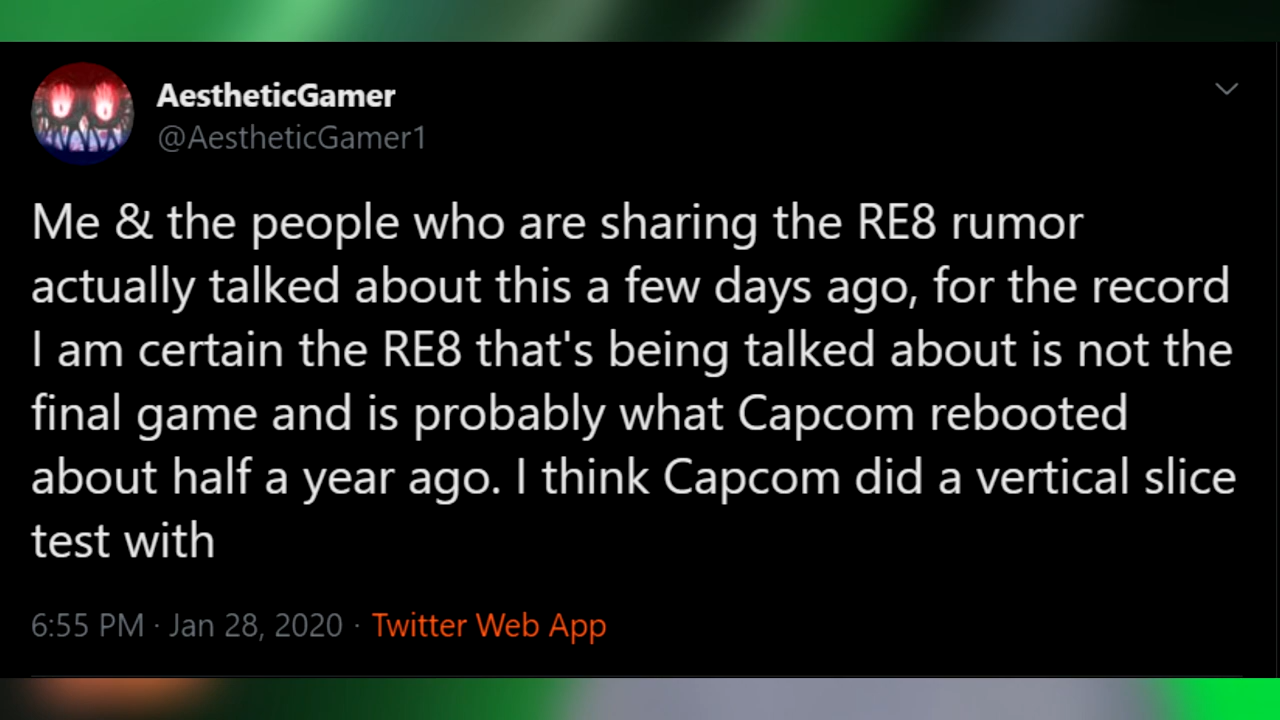 AestheticGamer
@AestheticGamer1
Me & the people who are sharing the RE8 rumor
actually talked about this a few days ago, for the record
I am certain the RE8 that's being talked about is not the
final game and is probably what Capcom rebooted
about half a year ago. I think Capcom did a vertical slice
test with
6:55 PM · Jan 28, 2020 · Twitter Web App